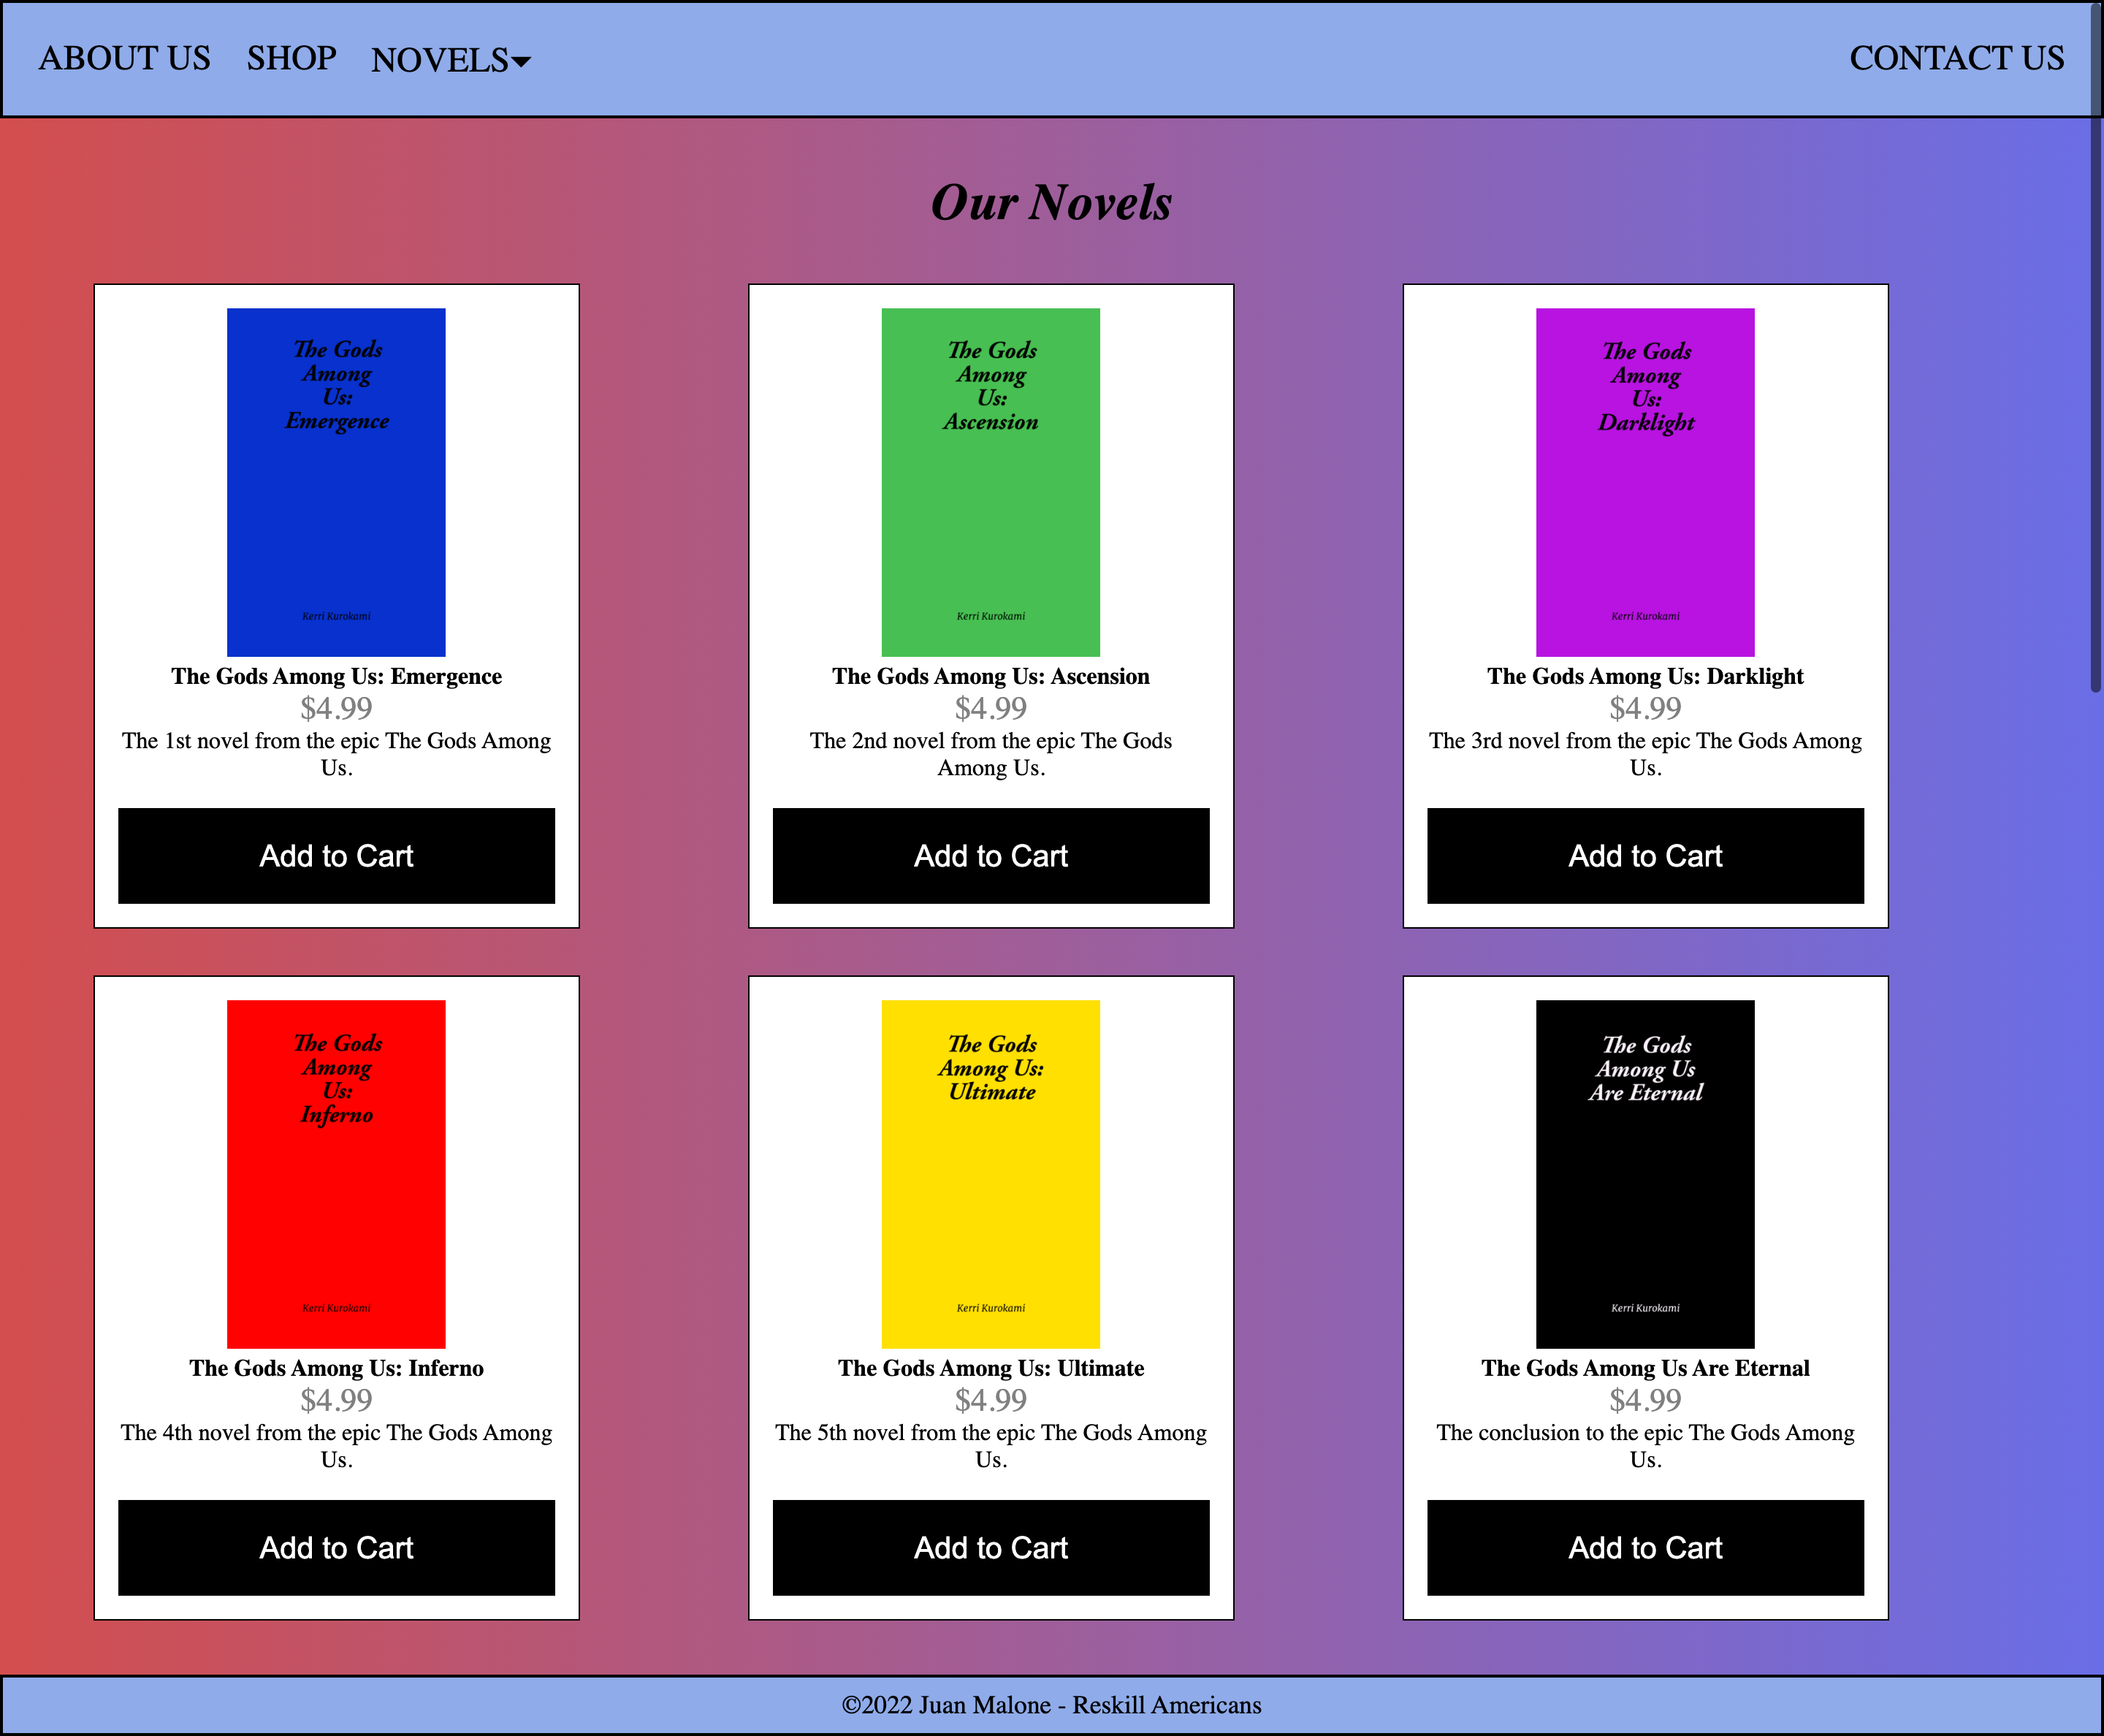 ABOUT US SHOP NOVELS CONTACT US
Our Novels
The Gods
Among
Us:
Emergence
Kerri Kurokami
The Gods Among Us: Emergence
$4.99
The 1st novel from the epic The Gods Among
Us.
Add to Cart
The Gods
Among
Us:
Ascension
Kerri Kurokami
The Gods Among Us: Ascension
$4.99
The 2nd novel from the epic The Gods
Among Us.
Add to Cart
The Gods
Among
Us:
Darklight
Kerri Kurokami
The Gods Among Us: Darklight
$4.99
The 3rd novel from the epic The Gods Among
Us.
Add to Cart
The Gods
Among
Us:
Inferno
Kerri Kurokami
The Gods Among Us: Inferno
$4.99
The 4th novel from the epic The Gods Among
Us.
Add to Cart
The Gods
Among Us:
Ultimate
Kerri Kurokami
The Gods Among Us: Ultimate
$4.99
The 5th novel from the epic The Gods Among
Us.
Add to Cart
The Gods
Among Us
Are Eternal
Kerri Kurokami
The Gods Among Us Are Eternal
$4.99
The conclusion to the epic The Gods Among
Us.
Add to Cart
©2022 Juan Malone - Reskill Americans